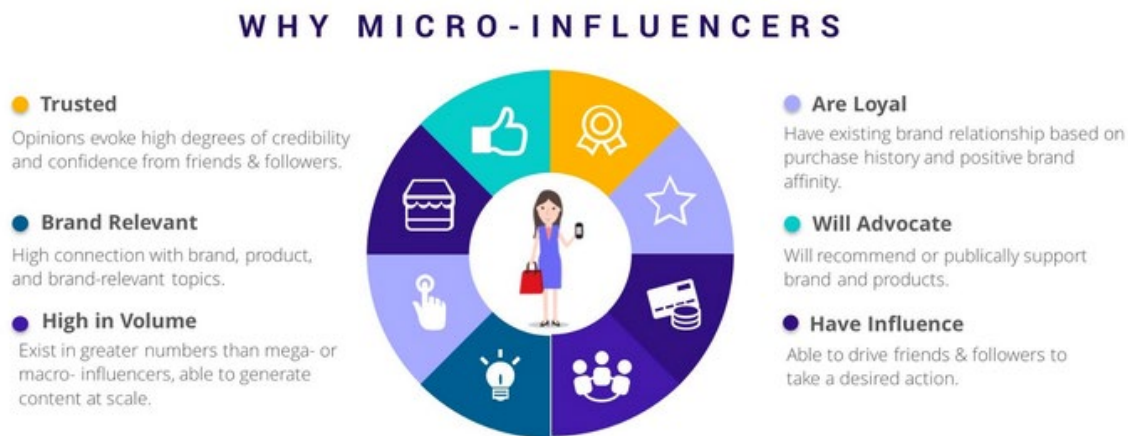 WHY MICRO-INFLUENCERS
Trusted
Opinions evoke high degrees of credibility
and confidence from friends & followers.
Brand Relevant
High connection with brand, product,
and brand-relevant topics.
High in Volume
Exist in greater numbers than mega- or
macro- influencers, able to generate
content at scale.
Are Loyal
Have existing brand relationship based on
purchase history and positive brand
affinity.
Will Advocate
Will recommend or publically support
brand and products.
Have Influence
Able to drive friends & followers to
take a desired action.